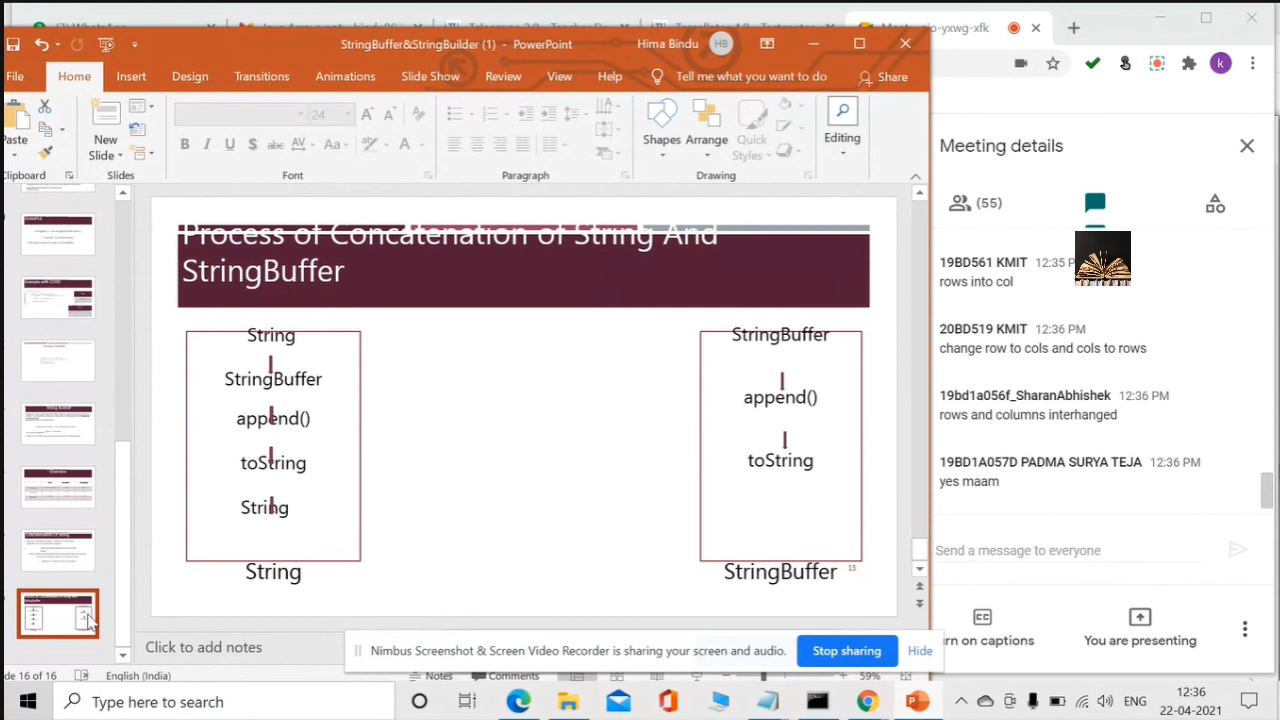 StringBuffer&StringBuilder (1) - PowerPoint
Hima Bindu
HB
yxwg-xfk
k
File
Home
Insert
Design
Transitions
Animations
Slide Show
Review
View
Help
Tell me what you want to do
Share
24
New
Slide
Shapes
Arrange
Quick
Styles
Editing
Slides
Font
Paragraph
Drawing
Process of Concatenation of String And
StringBuffer
String
StringBuffer
append()
toString
String
String
StringBuffer
append()
toString
StringBuffer
13
Click to add notes
Nimbus Screenshot & Screen Video Recorder is sharing your screen and audio.
Stop sharing
Hide
16 of 16
English (India)
Notes
Comments
59%
Meeting details
(55)
19BD561 KMIT 12:35
rows into col
20BD519 KMIT 12:36 PM
change row to cols and cols to rows
19bd1a056f_SharanAbhishek 12:36 PM
rows and columns interhanged
19BD1A057D PADMA SURYA TEJA 12:36 PM
yes maam
Send a message to everyone
on captions
You are presenting
Type here to search
ENG
12:36
22-04-2021